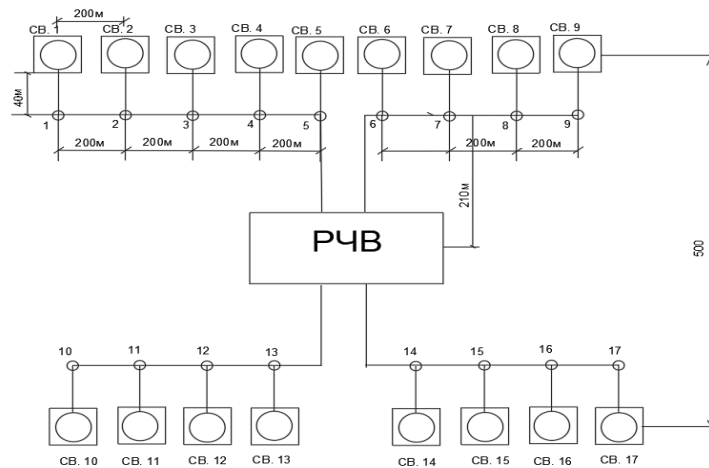 200м
СВ. 1 СВ. 2 СВ. 3 СВ. 4 СВ. 5 СВ. 6 СВ. 7 СВ. 8 СВ. 9
40м
1 2 3 4 5 6 7 8 9
200м 200м 200м 200м 200м 200м
210м
500
РЧВ
10 11 12 13 14 15 16 17
СВ. 10 СВ. 11 СВ. 12 СВ. 13 СВ. 14 СВ. 15 СВ. 16 СВ. 17